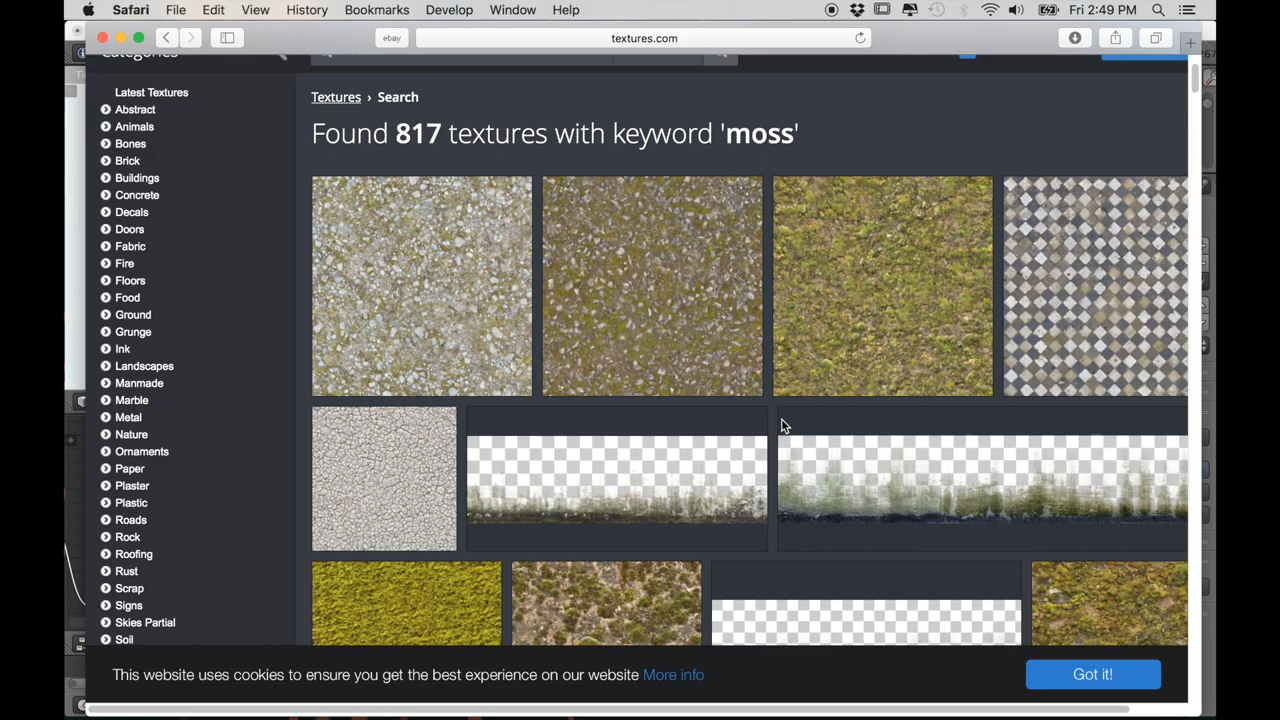 Safari File Edit View History Bookmarks Develop Window Help Fri 2:49 PM
ebay textures.com
Categories
Latest Textures
Abstract
Animals
Bones
Brick
Buildings
Concrete
Decals
Doors
Fabric
Fire
Floors
Food
Ground
Grunge
Ink
Landscapes
Manmade
Marble
Metal
Nature
Ornaments
Paper
Plaster
Plastic
Roads
Rock
Roofing
Rust
Scrap
Signs
Skies Partial
Soil
Textures › Search
Found 817 textures with keyword 'moss'
This website uses cookies to ensure you get the best experience on our website More info
Got it!